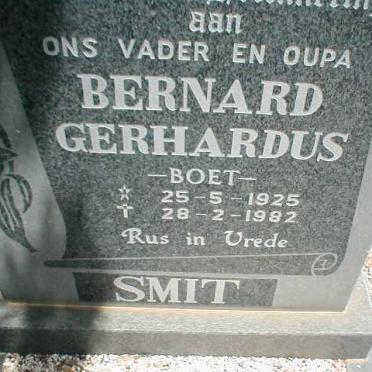 aan
ONS VADER EN OUPA
BERNARD
GERHARDUS
—BOET—
☆ 25-5-1925
✝ 28-2-1982
Rus in Vrede
SMIT